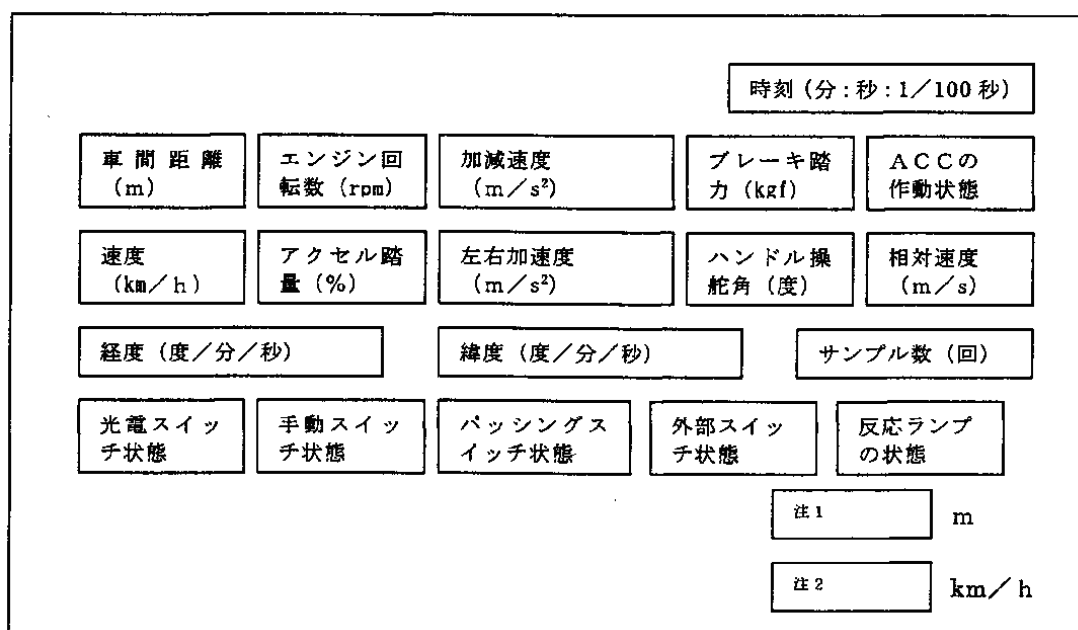 時刻(分:秒:1/100秒)
車間距離
(m)
エンジン回
転数(rpm)
加減速度
(m/s²)
ブレーキ踏
力(kgf)
ACCの
作動状態
速度
(km/h)
アクセル踏
量(%)
左右加速度
(m/s²)
ハンドル操
舵角(度)
相対速度
(m/s)
経度(度/分/秒)
緯度(度/分/秒)
サンプル数(回)
光電スイッ
チ状態
手動スイッ
チ状態
パッシングス
イッチ状態
外部スイッ
チ状態
反応ランプ
の状態
注1 m
注2 km/h